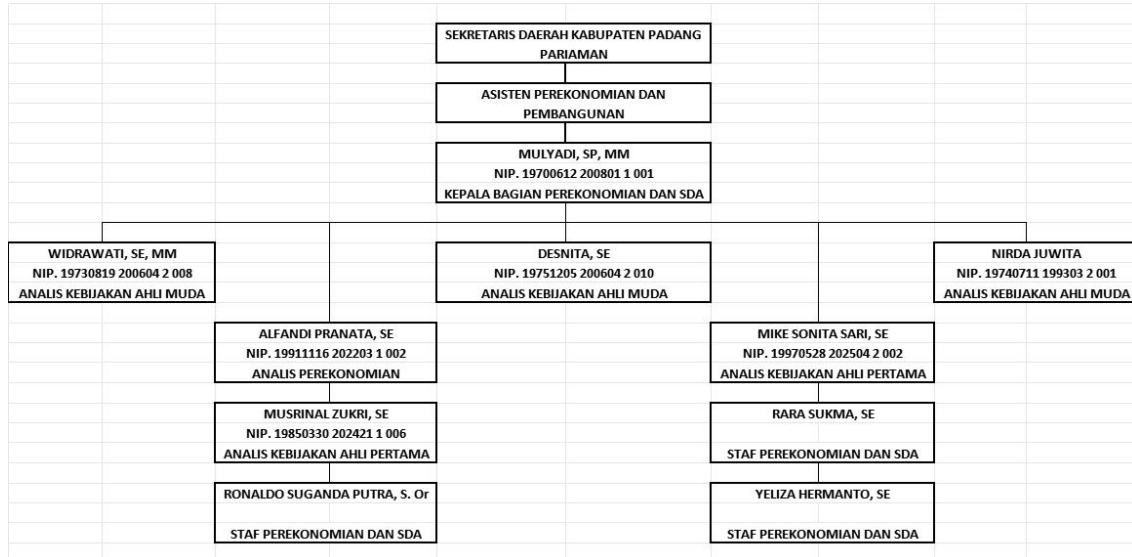 SEKRETARIS DAERAH KABUPATEN PADANG
PARIAMAN
ASISTEN PEREKONOMIAN DAN
PEMBANGUNAN
MULYADI, SP, MM
NIP. 19700612 200801 1 001
KEPALA BAGIAN PEREKONOMIAN DAN SDA
WIDRAWATI, SE, MM
NIP. 19730819 200604 2 008
ANALIS KEBIJAKAN AHLI MUDA
DESNITA, SE
NIP. 19751205 200604 2 010
ANALIS KEBIJAKAN AHLI MUDA
NIRDA JUWITA
NIP. 19740711 199303 2 001
ANALIS KEBIJAKAN AHLI MUDA
ALFANDI PRANATA, SE
NIP. 19911116 202203 1 002
ANALIS PEREKONOMIAN
MIKE SONITA SARI, SE
NIP. 19970528 202504 2 002
ANALIS KEBIJAKAN AHLI PERTAMA
MUSRINAL ZUKRI, SE
NIP. 19850330 202421 1 006
ANALIS KEBIJAKAN AHLI PERTAMA
RARA SUKMA, SE
STAF PEREKONOMIAN DAN SDA
RONALDO SUGANDA PUTRA, S. Or
STAF PEREKONOMIAN DAN SDA
YELIZA HERMANTO, SE
STAF PEREKONOMIAN DAN SDA